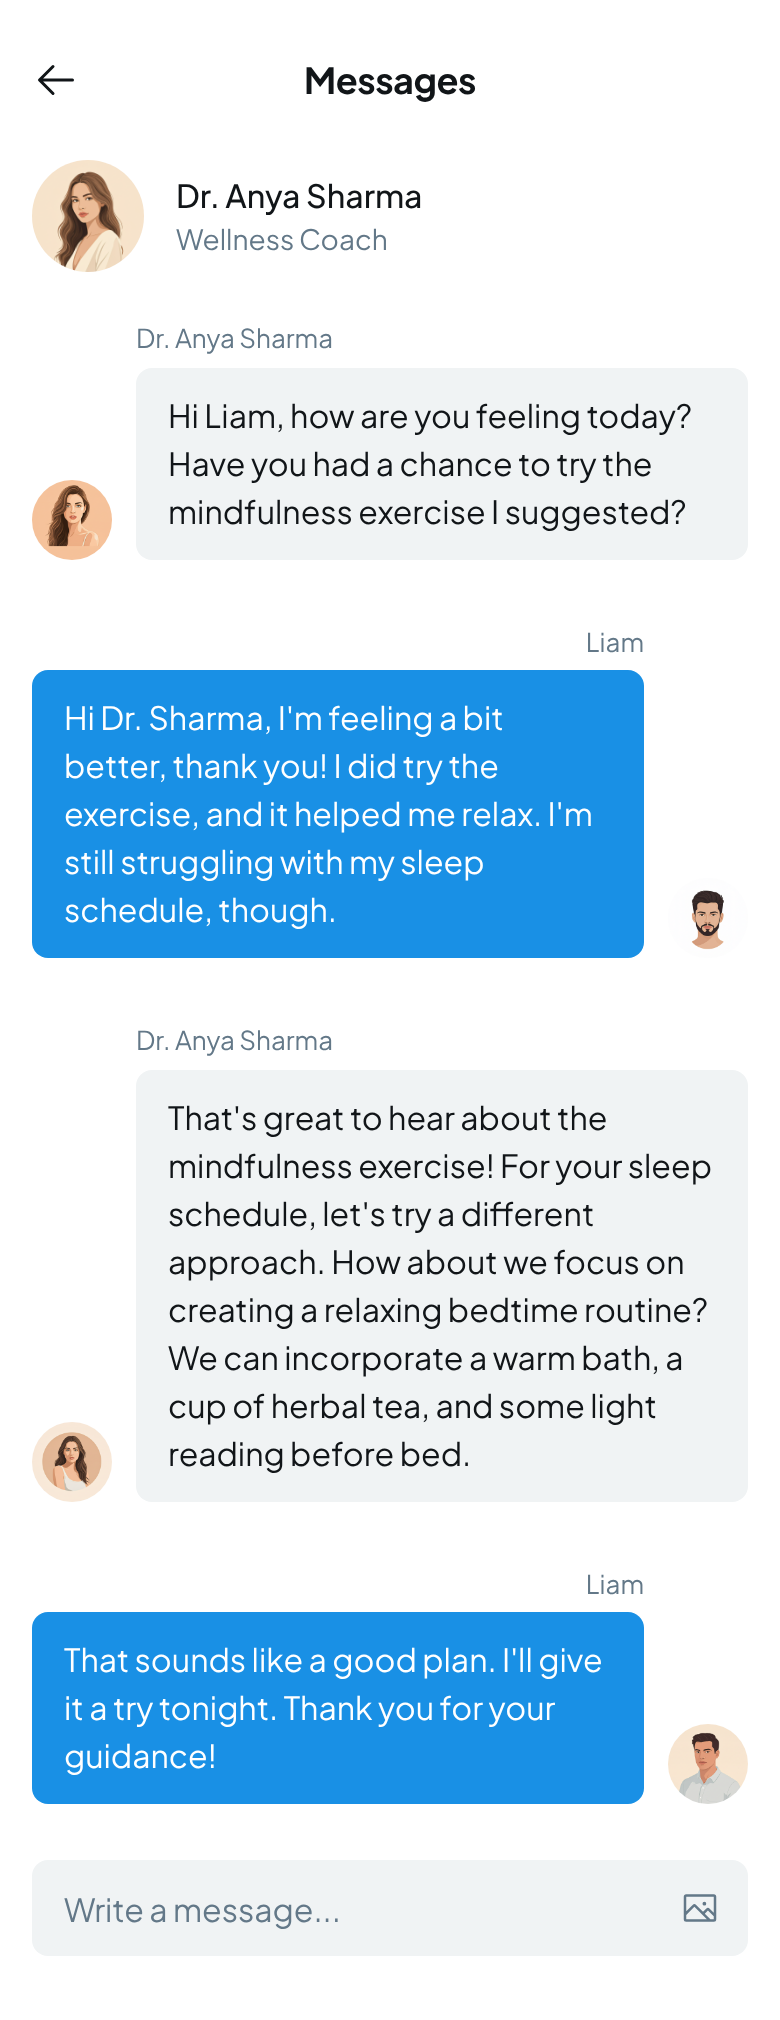 Messages
Dr. Anya Sharma
Wellness Coach
Dr. Anya Sharma
Hi Liam, how are you feeling today?
Have you had a chance to try the
mindfulness exercise I suggested?
Liam
Hi Dr. Sharma, I'm feeling a bit
better, thank you! I did try the
exercise, and it helped me relax. I'm
still struggling with my sleep
schedule, though.
Dr. Anya Sharma
That's great to hear about the
mindfulness exercise! For your sleep
schedule, let's try a different
approach. How about we focus on
creating a relaxing bedtime routine?
We can incorporate a warm bath, a
cup of herbal tea, and some light
reading before bed.
Liam
That sounds like a good plan. I'll give
it a try tonight. Thank you for your
guidance!
Write a message...